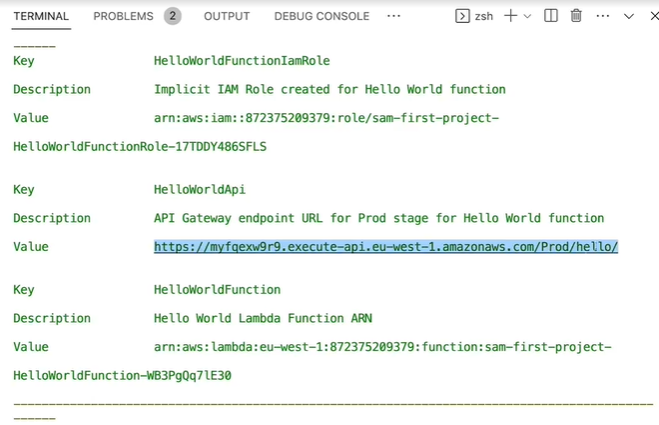 TERMINAL PROBLEMS 2 OUTPUT DEBUG CONSOLE ··· zsh
------
Key HelloWorldFunctionIamRole
Description Implicit IAM Role created for Hello World function
Value arn:aws:iam::872375209379:role/sam-first-project-
HelloWorldFunctionRole-17TDDY486SFLS
Key HelloWorldApi
Description API Gateway endpoint URL for Prod stage for Hello World function
Value https://myfqexw9r9.execute-api.eu-west-1.amazonaws.com/Prod/hello/
Key HelloWorldFunction
Description Hello World Lambda Function ARN
Value arn:aws:lambda:eu-west-1:872375209379:function:sam-first-project-
HelloWorldFunction-WB3PgQq7lE30
-------------------------------------------------------------------------------------------
------